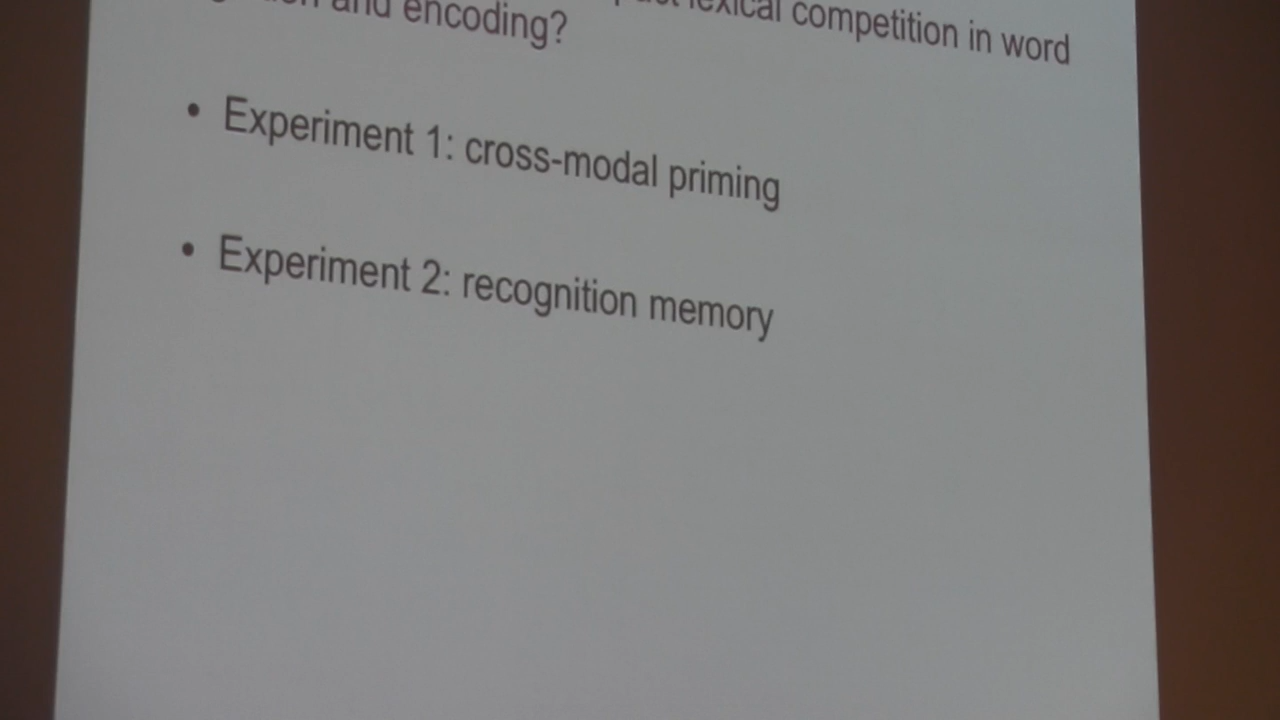 lexical competition in word
and encoding?
• Experiment 1: cross-modal priming
• Experiment 2: recognition memory